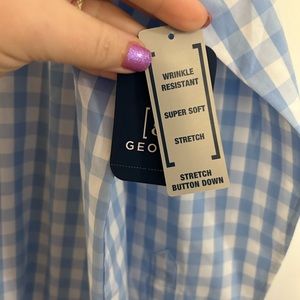 WRINKLE
RESISTANT
SUPER SOFT
STRETCH
STRETCH
BUTTON DOWN
GEO